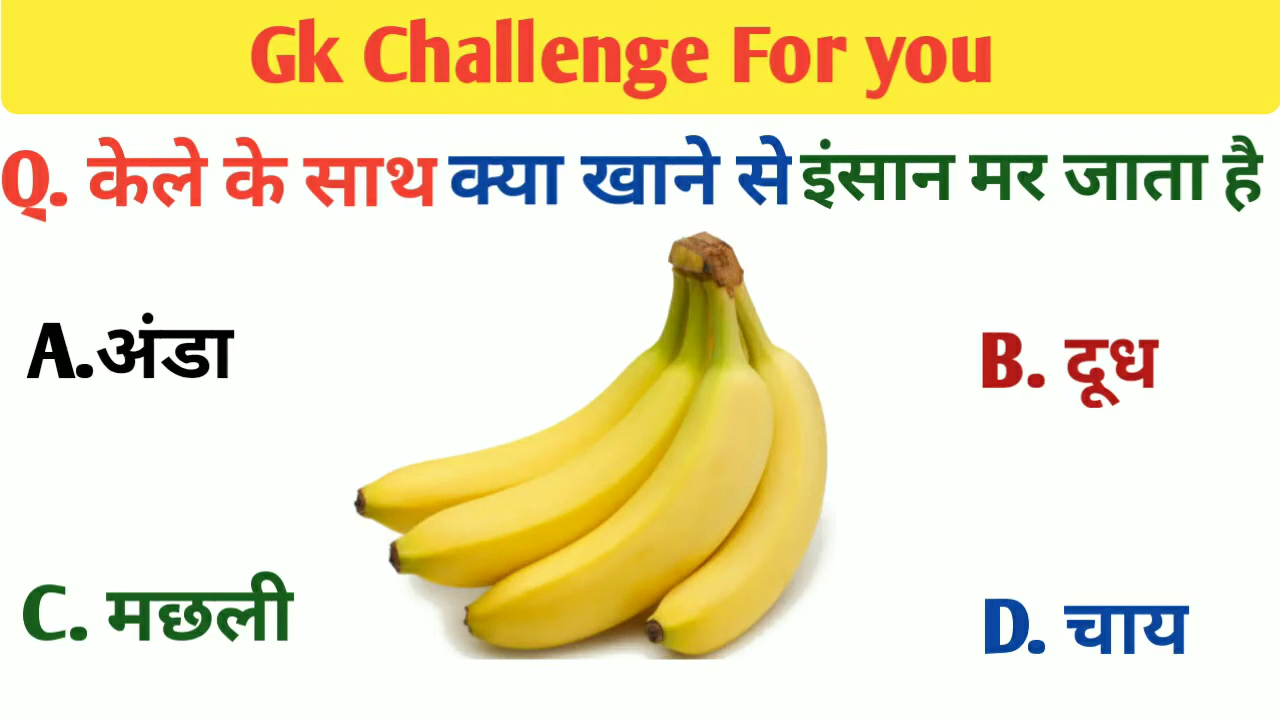 Gk Challenge For you
Q. केले के साथ क्या खाने से इंसान मर जाता है
A.अंडा
B. दूध
C. मछली
D. चाय